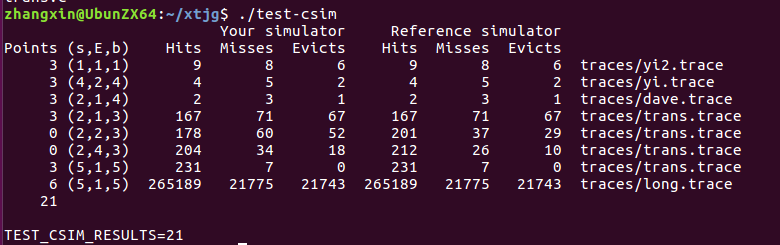 trans.c
zhangxin@UbunZX64:~/xtjg$ ./test-csim
                        Your simulator     Reference simulator
Points (s,E,b)    Hits  Misses  Evicts    Hits  Misses  Evicts
     3 (1,1,1)       9       8       6       9       8       6  traces/yi2.trace
     3 (4,2,4)       4       5       2       4       5       2  traces/yi.trace
     3 (2,1,4)       2       3       1       2       3       1  traces/dave.trace
     3 (2,1,3)     167      71      67     167      71      67  traces/trans.trace
     0 (2,2,3)     178      60      52     201      37      29  traces/trans.trace
     0 (2,4,3)     204      34      18     212      26      10  traces/trans.trace
     3 (5,1,5)     231       7       0     231       7       0  traces/trans.trace
     6 (5,1,5)  265189   21775   21743  265189   21775   21743  traces/long.trace
    21
TEST_CSIM_RESULTS=21